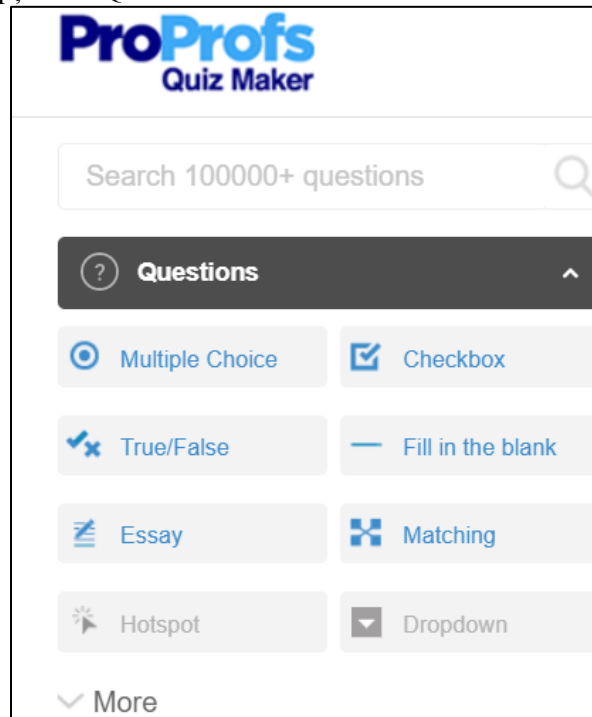 ProProfs
Quiz Maker
Search 100000+ questions
? Questions
Multiple Choice
Checkbox
True/False
Fill in the blank
Essay
Matching
Hotspot
Dropdown
More